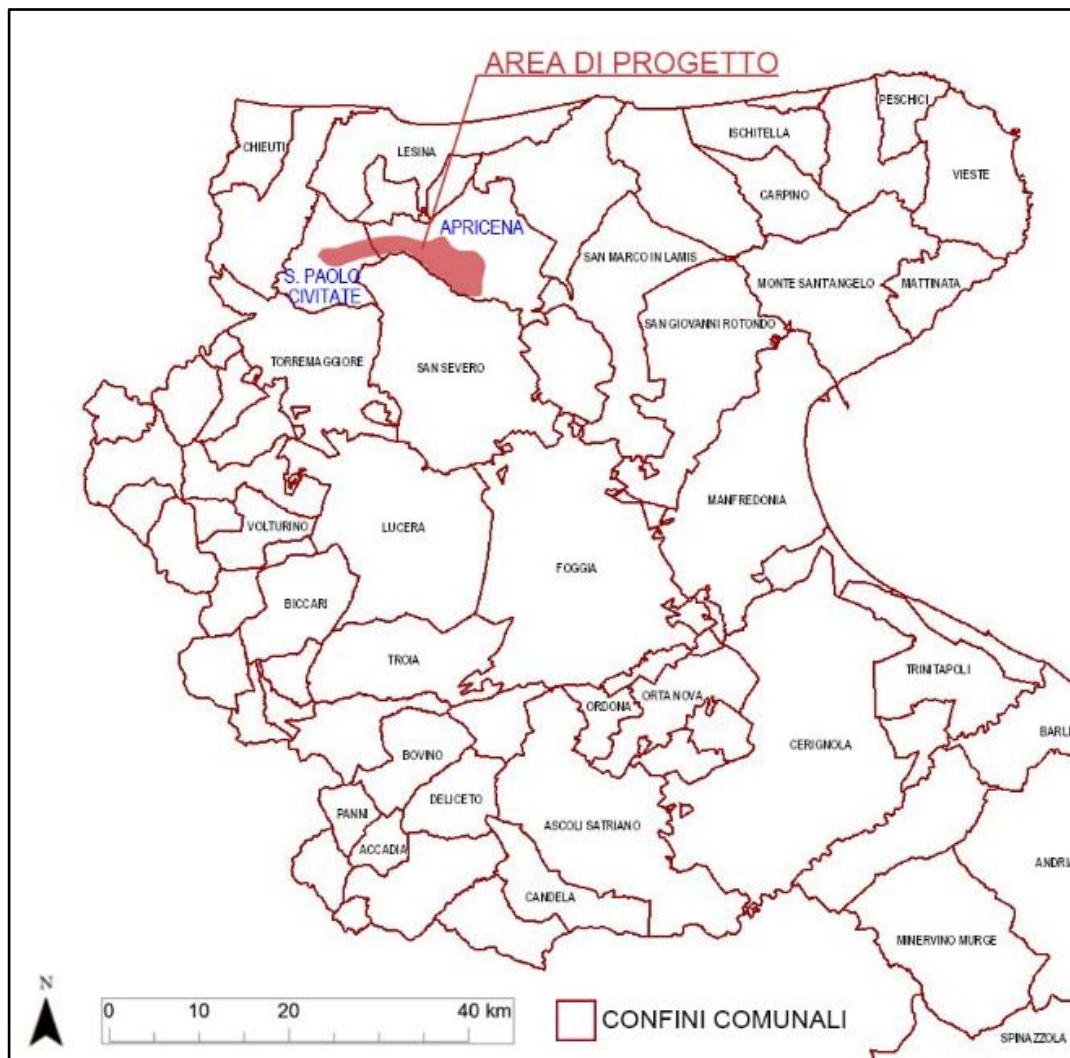 AREA DI PROGETTO
PESCHICI
CHIEUTI
LESINA
ISCHITELLA
VIESTE
CARPINO
APRICENA
SAN MARCO IN LAMIS
S. PAOLO
CIVITATE
MONTE SANT'ANGELO
MATTINATA
SAN GIOVANNI ROTONDO
TORREMAGGIORE
SAN SEVERO
MANFREDONIA
VOLTURINO
LUCERA
FOGGIA
BICCARI
TROIA
TRINITAPOLI
ORDONA
ORTA NOVA
BARL
CERIGNOLA
BOVINO
DELICETO
PANNI
ASCOLI SATRIANO
ACCADIA
ANDRIA
CANDELA
MINERVINO MURGE
N
0 10 20 40 km
CONFINI COMUNALI
SPINAZZOLA